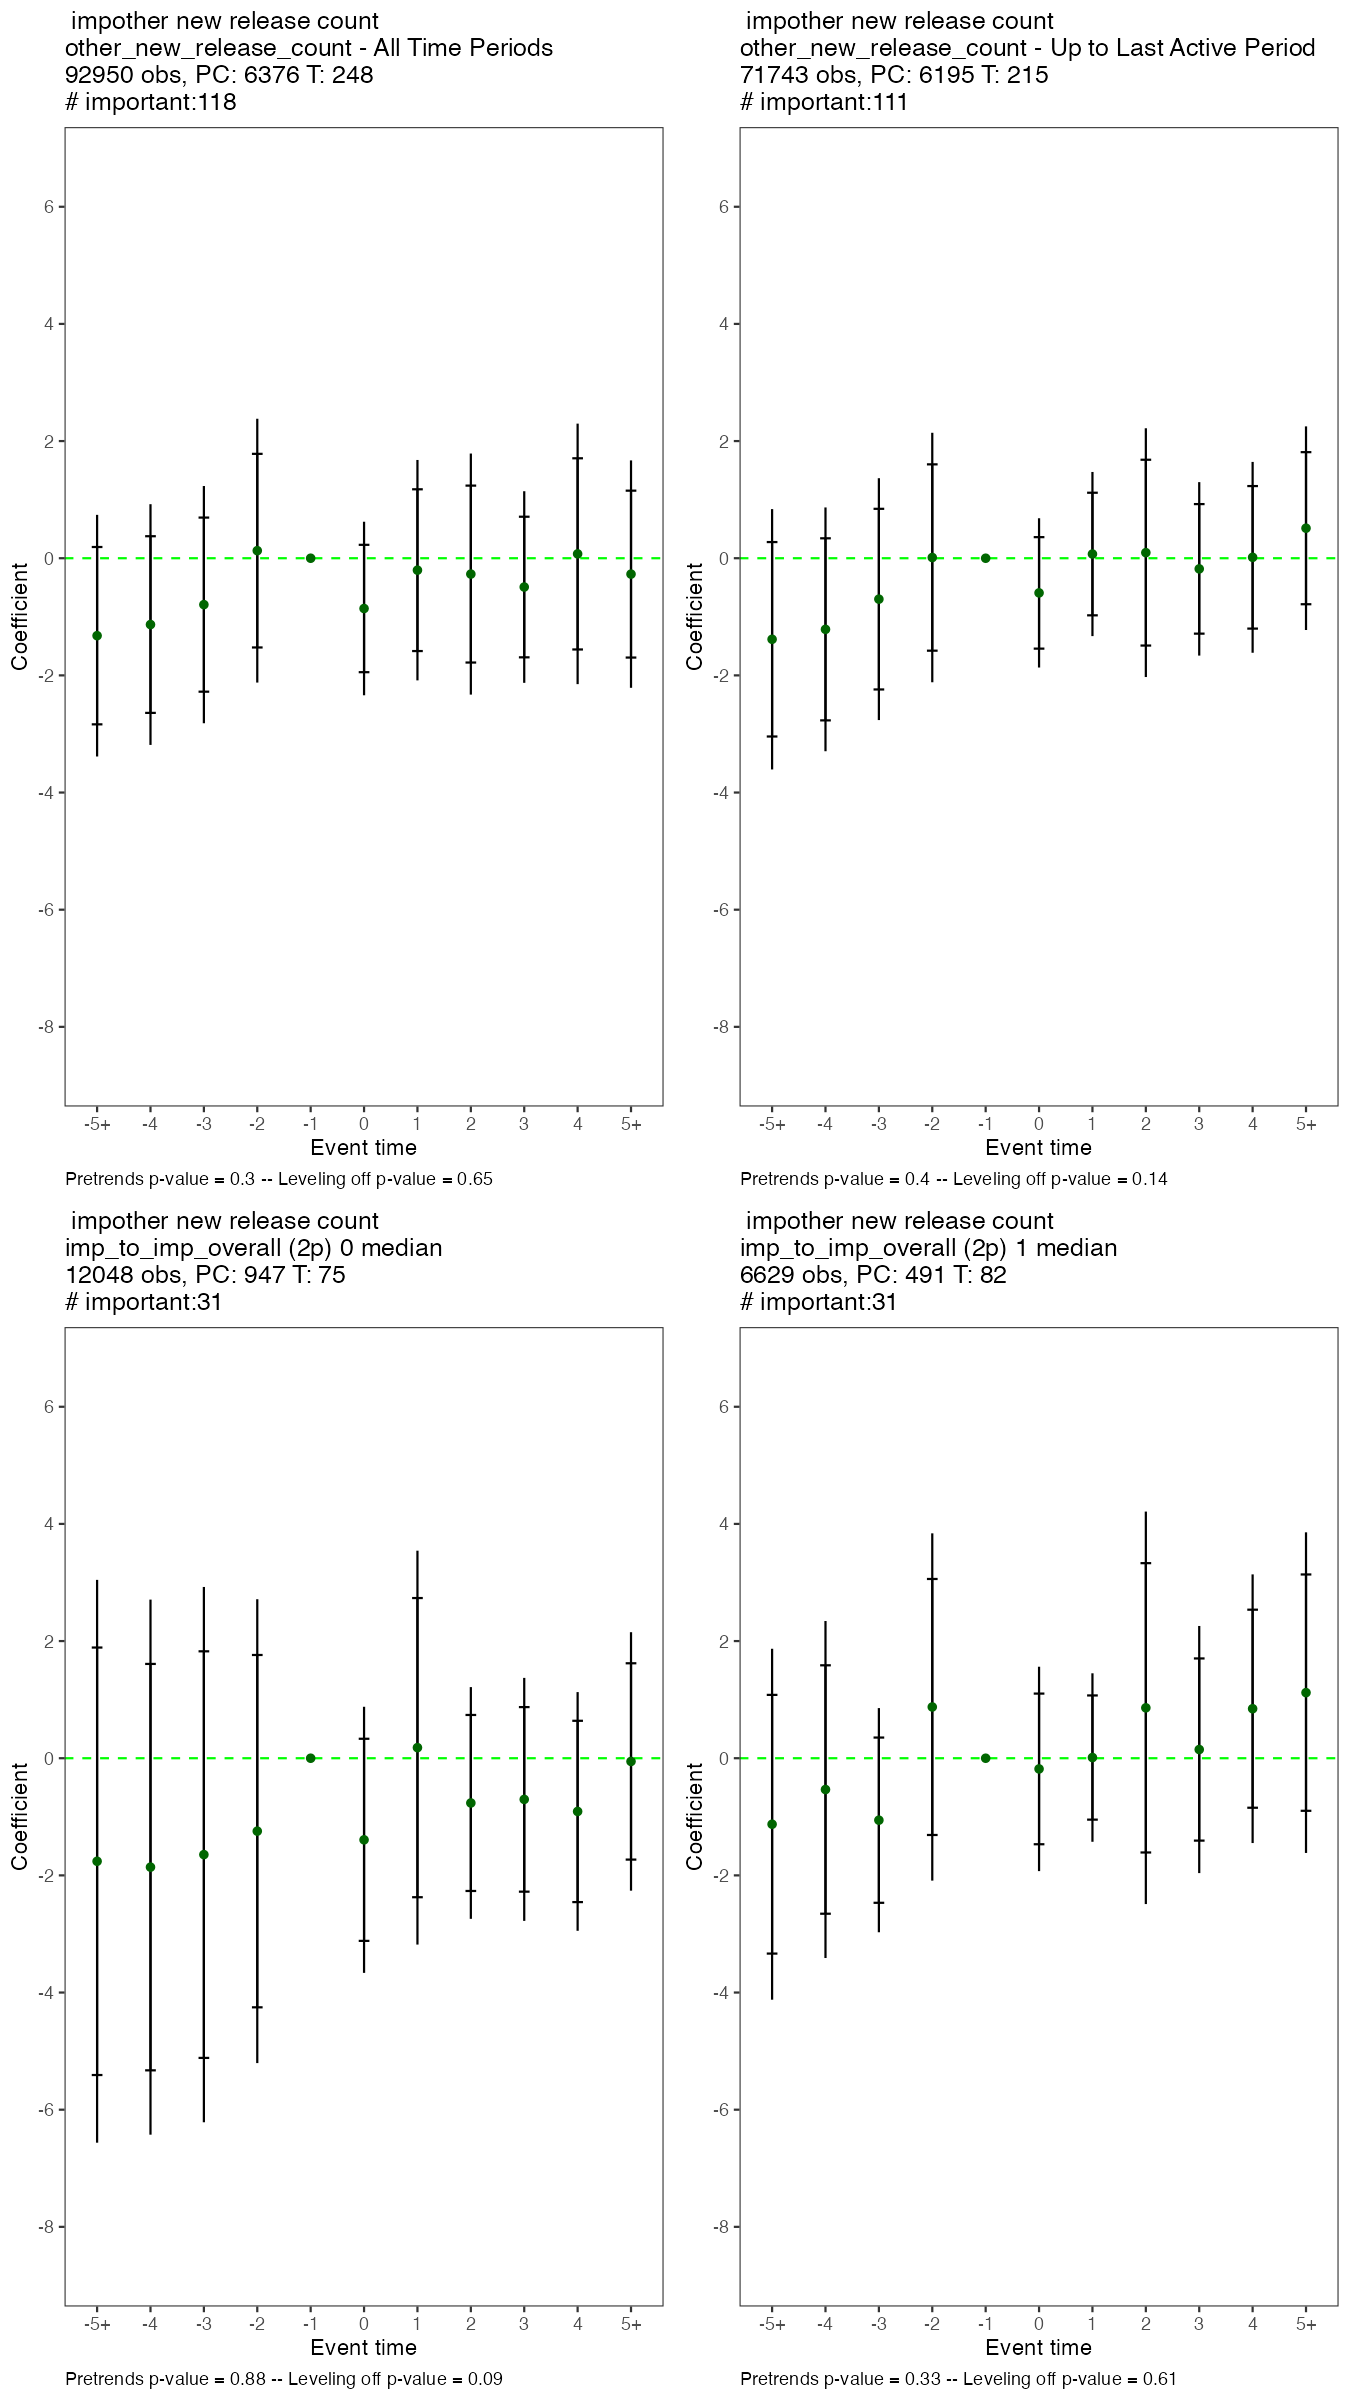 impother new release count
other_new_release_count - All Time Periods
92950 obs, PC: 6376 T: 248
# important:118
6
4
2
0
-2
-4
-6
-8
Coefficient
-5+ -4 -3 -2 -1 0 1 2 3 4 5+
Event time
Pretrends p-value = 0.3 -- Leveling off p-value = 0.65
impother new release count
other_new_release_count - Up to Last Active Period
71743 obs, PC: 6195 T: 215
# important:111
6
4
2
0
-2
-4
-6
-8
Coefficient
-5+ -4 -3 -2 -1 0 1 2 3 4 5+
Event time
Pretrends p-value = 0.4 -- Leveling off p-value = 0.14
impother new release count
imp_to_imp_overall (2p) 0 median
12048 obs, PC: 947 T: 75
# important:31
6
4
2
0
-2
-4
-6
-8
Coefficient
-5+ -4 -3 -2 -1 0 1 2 3 4 5+
Event time
Pretrends p-value = 0.88 -- Leveling off p-value = 0.09
impother new release count
imp_to_imp_overall (2p) 1 median
6629 obs, PC: 491 T: 82
# important:31
6
4
2
0
-2
-4
-6
-8
Coefficient
-5+ -4 -3 -2 -1 0 1 2 3 4 5+
Event time
Pretrends p-value = 0.33 -- Leveling off p-value = 0.61